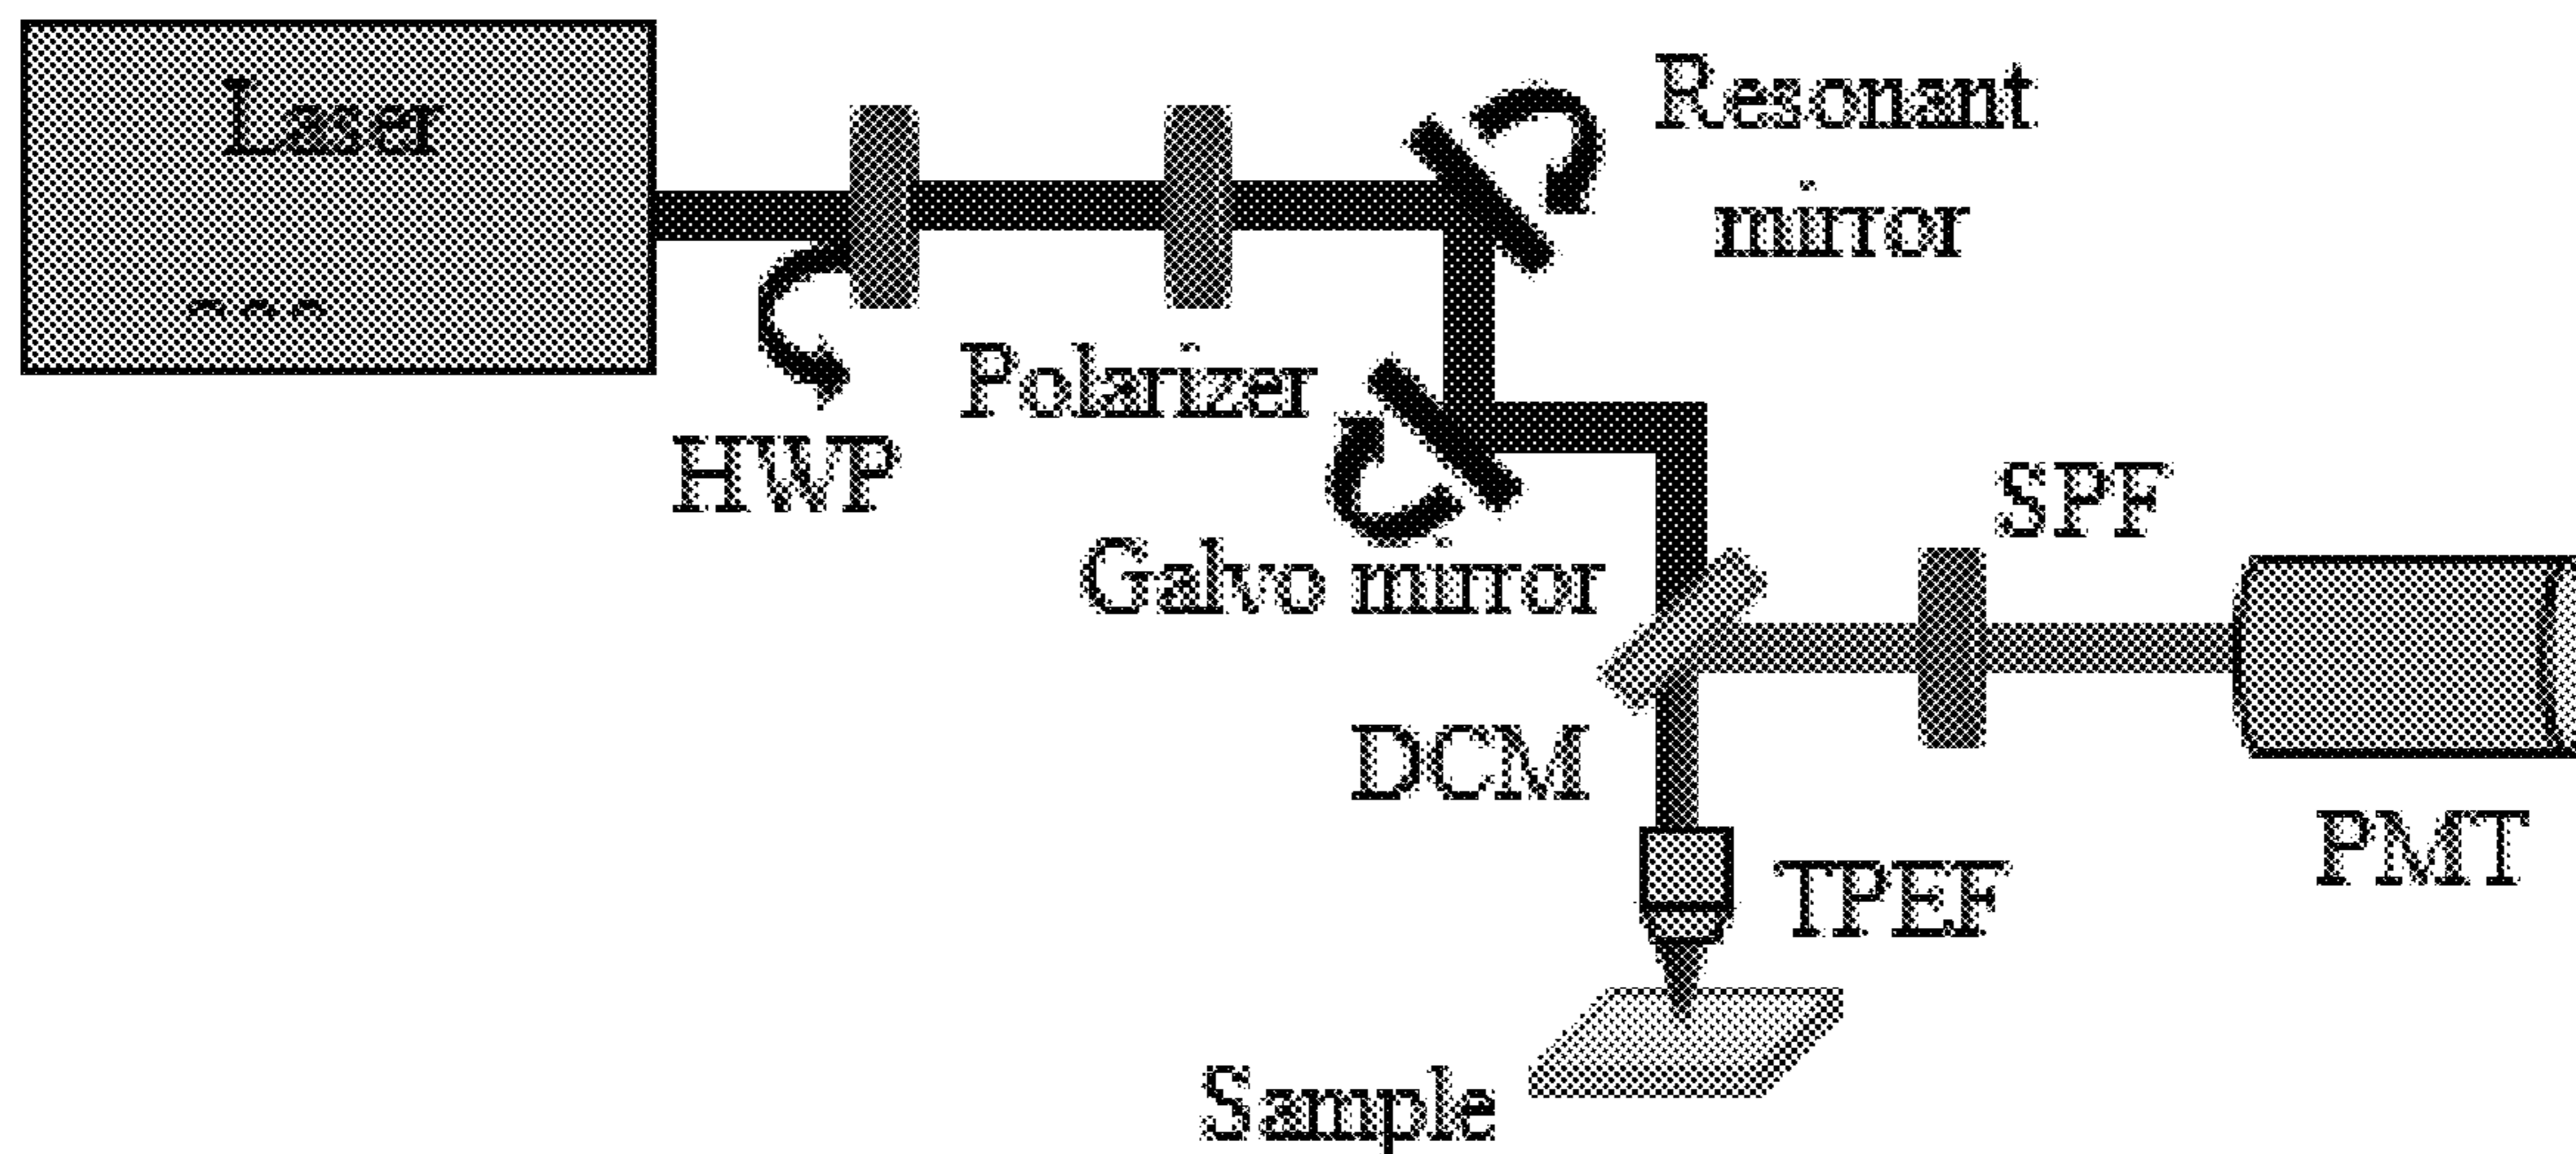 Laser
Resonant
mirror
Polarizer
HWP
SPF
Galvo mirror
DCM
PMT
TPEF
Sample